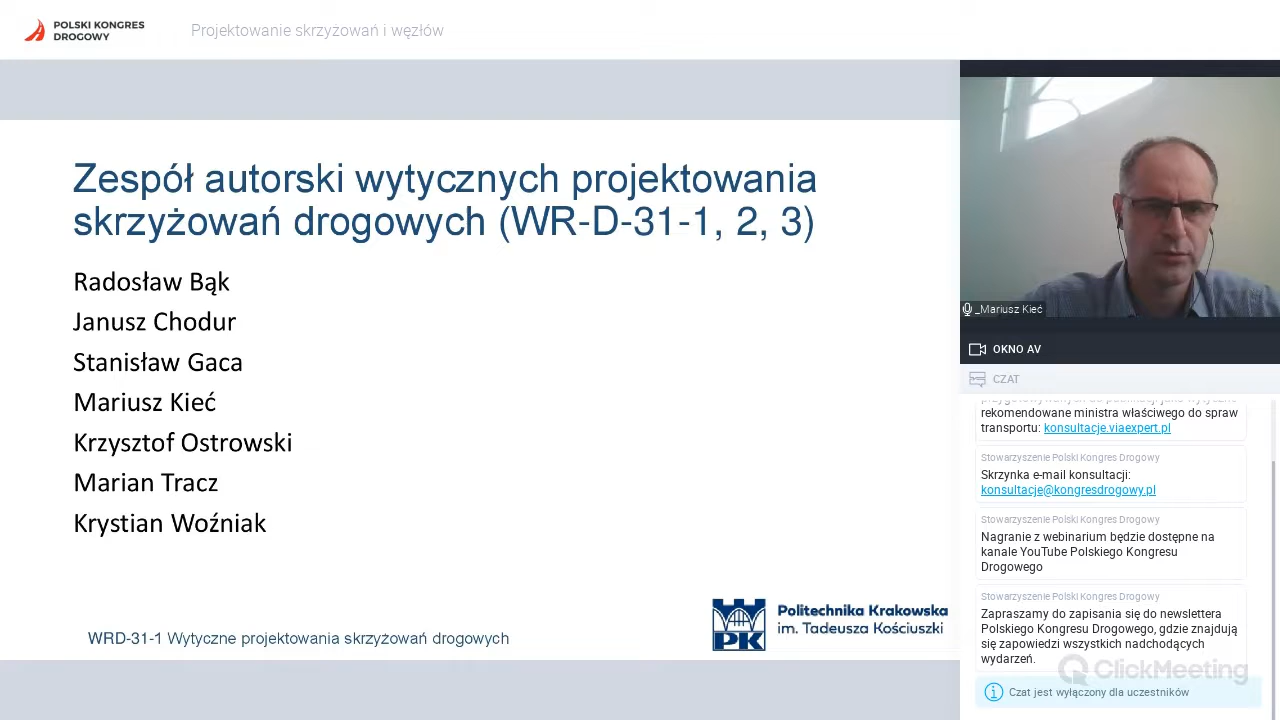 POLSKI KONGRES
DROGOWY
Projektowanie skrzyżowań i węzłów
Zespół autorski wytycznych projektowania
skrzyżowań drogowych (WR-D-31-1, 2, 3)
Radosław Bąk
Janusz Chodur
Stanisław Gaca
Mariusz Kieć
Krzysztof Ostrowski
Marian Tracz
Krystian Woźniak
WRD-31-1 Wytyczne projektowania skrzyżowań drogowych
PK
Politechnika Krakowska
im. Tadeusza Kościuszki
_Mariusz Kieć
OKNO AV
CZAT
rekomendowane ministra właściwego do spraw
transportu: konsultacje.viaexpert.pl
Stowarzyszenie Polski Kongres Drogowy
Skrzynka e-mail konsultacji:
konsultacje@kongresdrogowy.pl
Stowarzyszenie Polski Kongres Drogowy
Nagranie z webinarium będzie dostępne na
kanale YouTube Polskiego Kongresu
Drogowego
Stowarzyszenie Polski Kongres Drogowy
Zapraszamy do zapisania się do newslettera
Polskiego Kongresu Drogowego, gdzie znajdują
się zapowiedzi wszystkich nadchodzących
wydarzeń.
ClickMeeting
Czat jest wyłączony dla uczestników